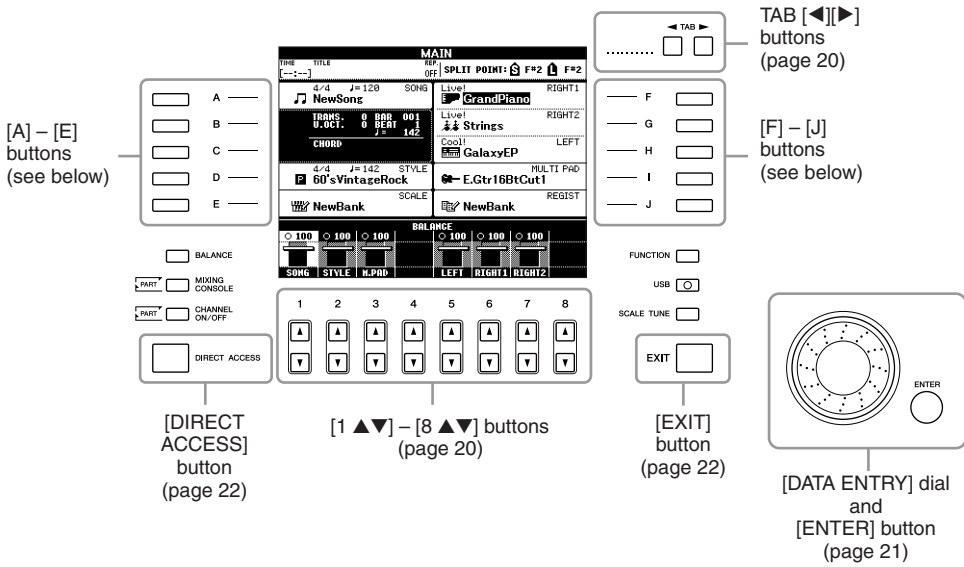 ◄ TAB ►
TAB [◀][▶]
buttons
(page 20)
MAIN
TIME TITLE REP.
[--:--] OFF SPLIT POINT: S F#2 L F#2
4/4 ♩=120 SONG
NewSong
Live! RIGHT1
GrandPiano
TRANS. 0 BAR 001
U.OCT. 0 BEAT 1
♩= 142
Live! RIGHT2
Strings
CHORD
Cool! LEFT
GalaxyEP
4/4 ♩=142 STYLE
P 60'sVintageRock
MULTI PAD
E.Gtr16BtCut1
SCALE
NewBank
REGIST
NewBank
BALANCE
100 100 100 100 100 100
SONG STYLE M.PAD LEFT RIGHT1 RIGHT2
A
B
C
D
E
[A] – [E]
buttons
(see below)
F
G
H
I
J
[F] – [J]
buttons
(see below)
BALANCE
PART MIXING
CONSOLE
PART CHANNEL
ON/OFF
DIRECT ACCESS
1 2 3 4 5 6 7 8
▲ ▲ ▲ ▲ ▲ ▲ ▲ ▲
▼ ▼ ▼ ▼ ▼ ▼ ▼ ▼
FUNCTION
USB
SCALE TUNE
EXIT
ENTER
[DIRECT
ACCESS]
button
(page 22)
[1 ▲▼] – [8 ▲▼] buttons
(page 20)
[EXIT]
button
(page 22)
[DATA ENTRY] dial
and
[ENTER] button
(page 21)